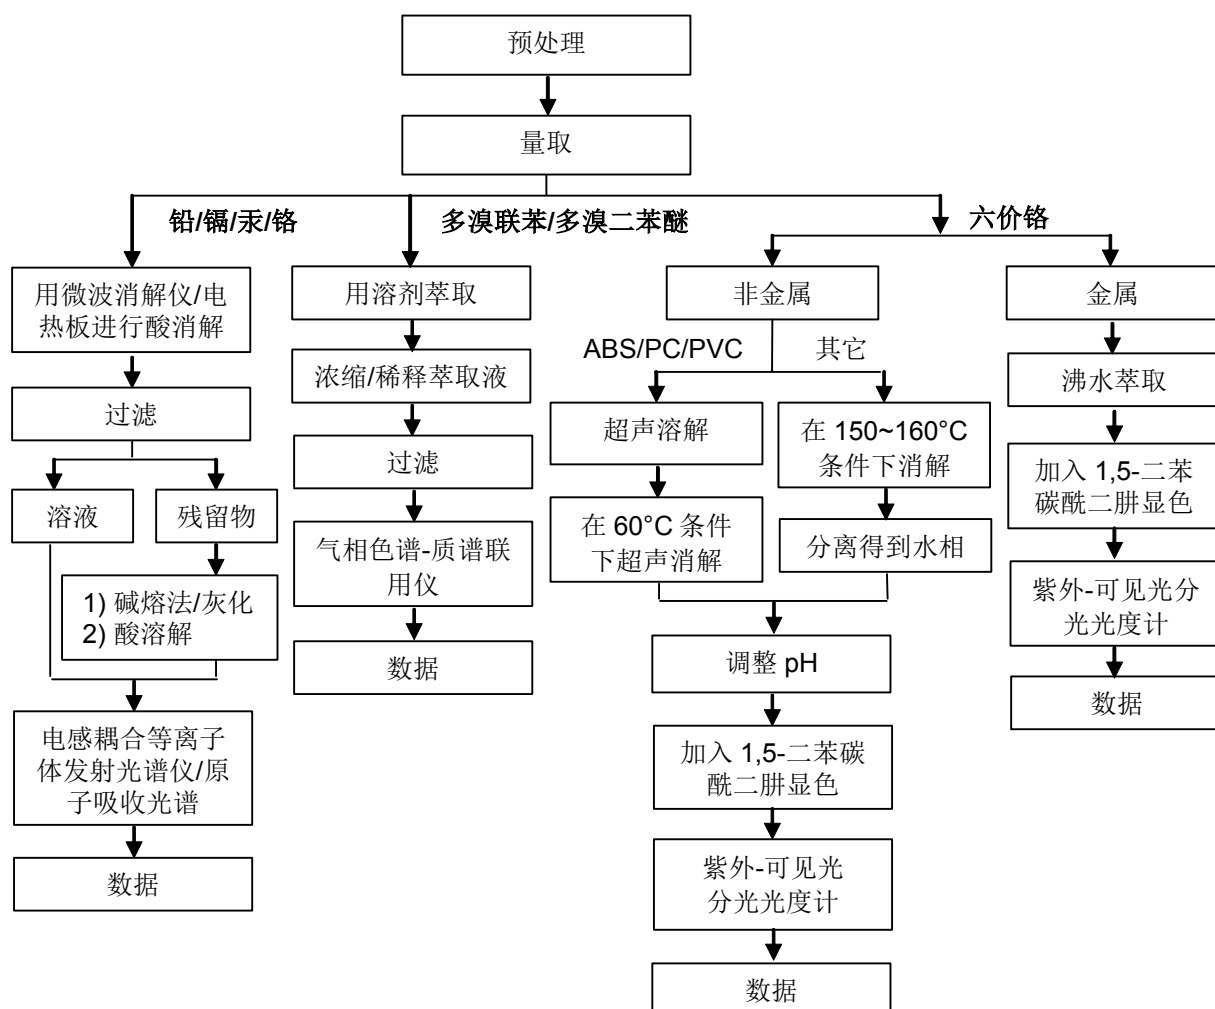 预处理
量取
铅/镉/汞/铬
多溴联苯/多溴二苯醚
六价铬
用微波消解仪/电
热板进行酸消解
过滤
溶液
残留物
1) 碱熔法/灰化
2) 酸溶解
电感耦合等离子
体发射光谱仪/原
子吸收光谱
数据
用溶剂萃取
浓缩/稀释萃取液
过滤
气相色谱-质谱联
用仪
数据
非金属
ABS/PC/PVC
其它
超声溶解
在 60°C 条件
下超声消解
在 150~160°C
条件下消解
分离得到水相
调整 pH
加入 1,5-二苯碳
酰二肼显色
紫外-可见光
分光光度计
数据
金属
沸水萃取
加入 1,5-二苯
碳酰二肼显色
紫外-可见光分
光光度计
数据